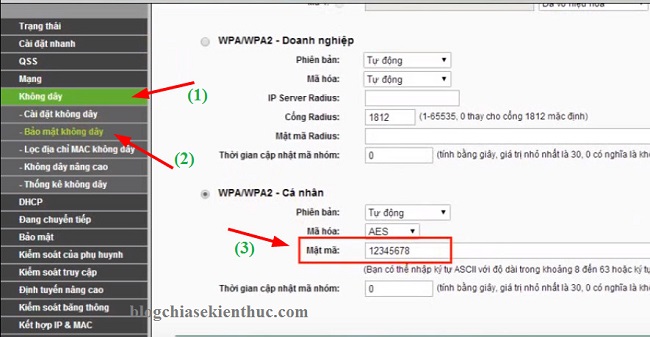 Đã vô hiệu hóa
Trạng thái
Cài đặt nhanh
QSS
Mạng
Không dây
- Cài đặt không dây
- Bảo mật không dây
- Lọc địa chỉ MAC không dây
- Không dây nâng cao
- Thống kê không dây
DHCP
Đang chuyển tiếp
Bảo mật
Kiểm soát của phụ huynh
Kiểm soát truy cập
Định tuyến nâng cao
Kiểm soát băng thông
Kết hợp IP & MAC
(1)
(2)
WPA/WPA2 - Doanh nghiệp
Phiên bản: Tự động
Mã hóa: Tự động
IP Server Radius:
Cổng Radius: 1812 (1-65535, 0 thay cho cổng 1812 mặc định)
Mật mã Radius:
Thời gian cập nhật mã nhóm: 0 (tính bằng giây, giá trị nhỏ nhất là 30, 0 có nghĩa là
WPA/WPA2 - Cá nhân
Phiên bản: Tự động
Mã hóa: AES
(3)
Mật mã: 12345678
(Bạn có thể nhập ký tự ASCII với độ dài trong khoảng 8 đến 63 hoặc ký
Thời gian cập nhật mã nhóm: 0 (tính bằng giây, giá trị nhỏ nhất là 30, 0 có nghĩa là
blogchiasekienthuc.com